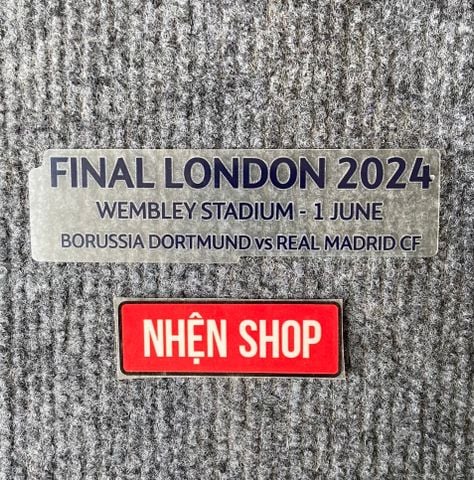 FINAL LONDON 2024
WEMBLEY STADIUM - 1 JUNE
BORUSSIA DORTMUND vs REAL MADRID CF
NHỆN SHOP